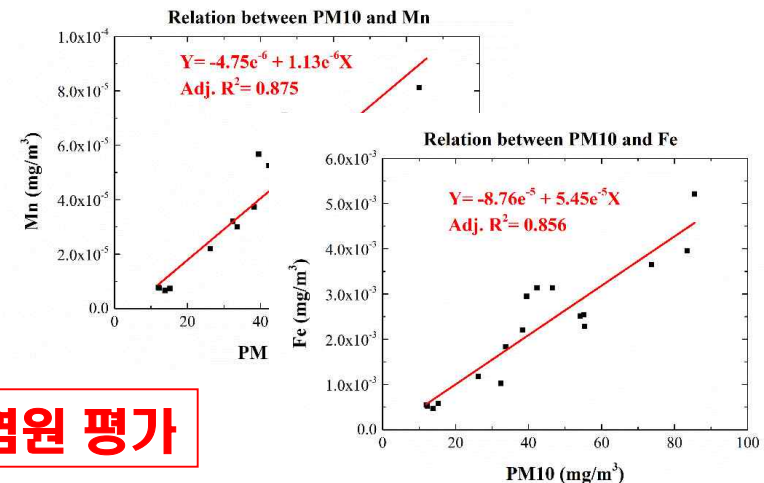 Relation between PM10 and Mn
Y= -4.75e⁻⁶ + 1.13e⁻⁶X
Adj. R²= 0.875
Mn (mg/m³)
1.0x10⁻⁴
8.0x10⁻⁵
6.0x10⁻⁵
4.0x10⁻⁵
2.0x10⁻⁵
0.0
0 20 40
PM
Relation between PM10 and Fe
Y= -8.76e⁻⁵ + 5.45e⁻⁵X
Adj. R²= 0.856
Fe (mg/m³)
6.0x10⁻³
5.0x10⁻³
4.0x10⁻³
3.0x10⁻³
2.0x10⁻³
1.0x10⁻³
0.0
0 20 40 60 80 100
PM10 (mg/m³)
평가